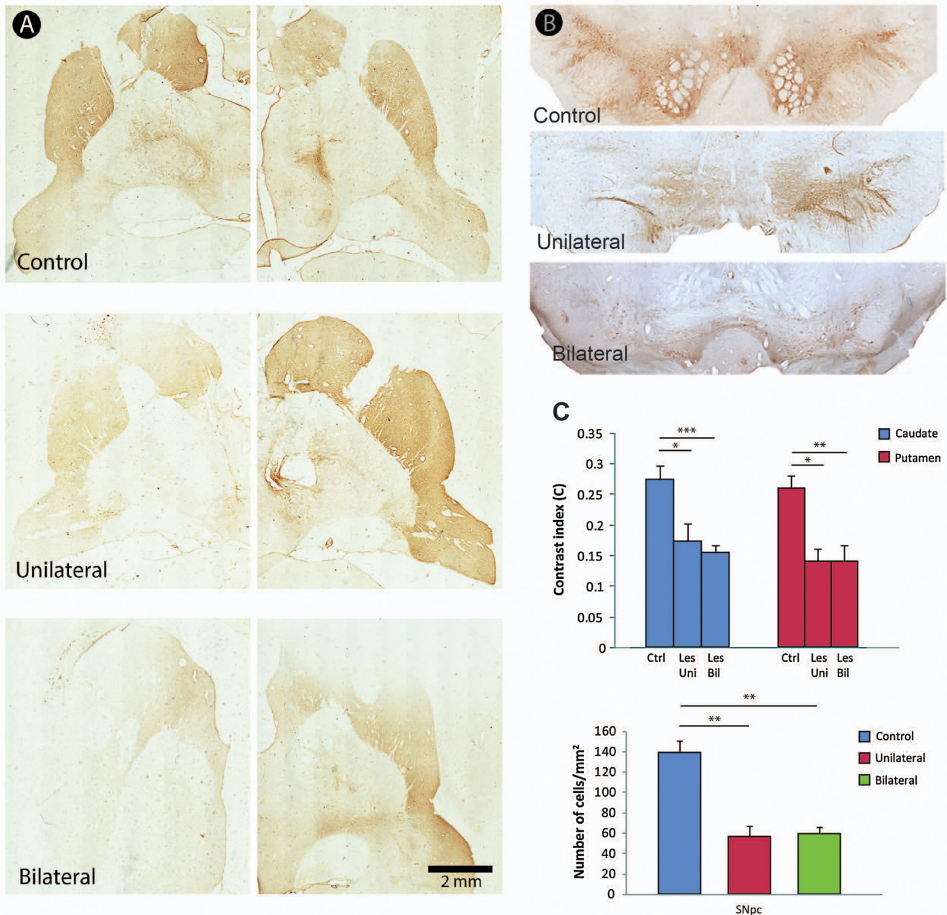 A
Control
Unilateral
Bilateral
2 mm
B
Control
Unilateral
Bilateral
C
Caudate
Putamen
Contrast index (C)
0.35
0.3
0.25
0.2
0.15
0.1
0.05
0
***
*
**
*
Ctrl Les Les Ctrl Les Les
Uni Bil Uni Bil
Control
Unilateral
Bilateral
Number of cells/mm²
160
140
120
100
80
60
40
20
0
**
**
SNpc